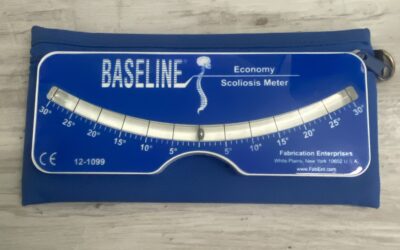 BASELINE®
Economy
Scoliosis Meter
30° 25° 20° 15° 10° 5° 5° 10° 15° 20° 25° 30°
CE 12-1099
Fabrication Enterprises
White Plains, New York 10602 U.S.A.
www.FabEnt.com